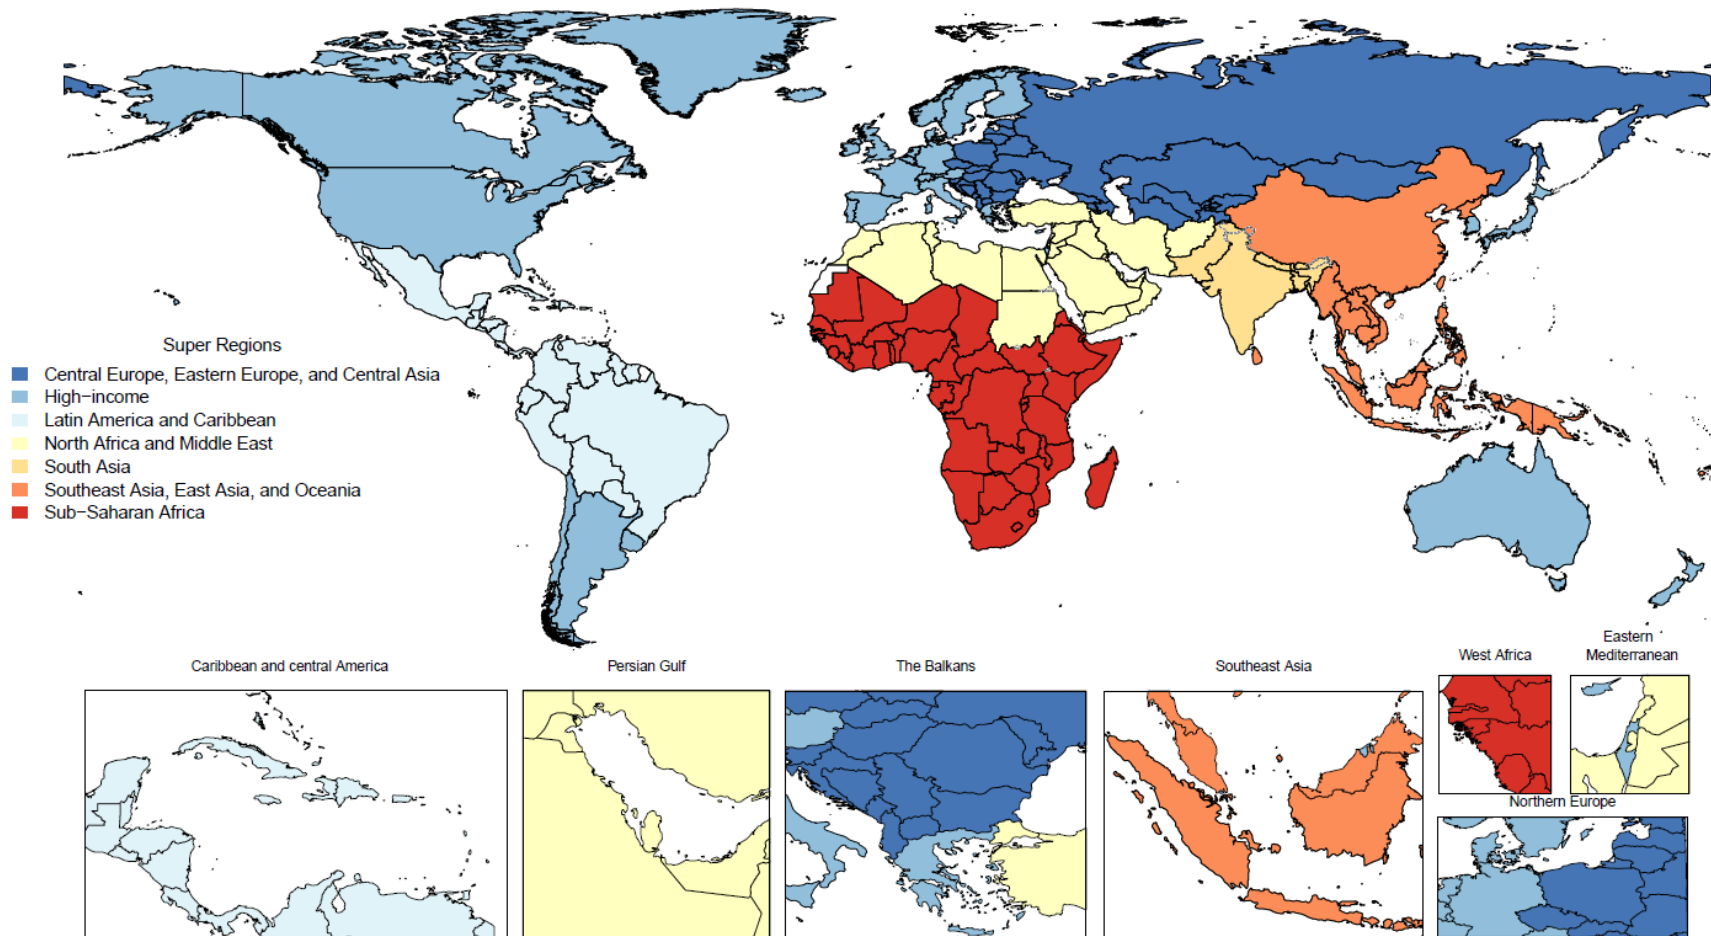 Super Regions
Central Europe, Eastern Europe, and Central Asia
High−income
Latin America and Caribbean
North Africa and Middle East
South Asia
Southeast Asia, East Asia, and Oceania
Sub−Saharan Africa
Caribbean and central America
Persian Gulf
The Balkans
Southeast Asia
West Africa
Eastern
Mediterranean
Northern Europe